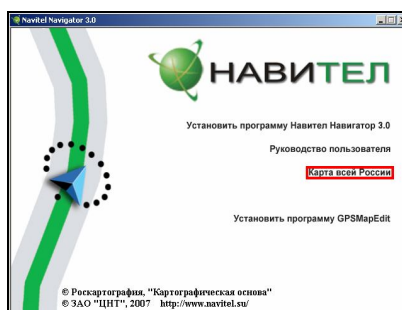 Navitel Navigator 3.0
НАВИТЕЛ
Установить программу Навител Навигатор 3.0
Руководство пользователя
Карта всей России
Установить программу GPSMapEdit
© Роскартография, "Картографическая основа"
© ЗАО "ЦНТ", 2007 http://www.navitel.su/